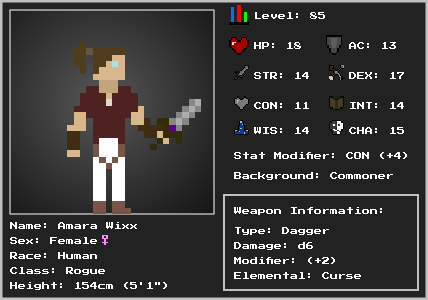 Level: 85
HP: 18
AC: 13
STR: 14
DEX: 17
CON: 11
INT: 14
WIS: 14
CHA: 15
Stat Modifier: CON (+4)
Background: Commoner
Weapon Information:
Type: Dagger
Damage: d6
Modifier: (+2)
Elemental: Curse
Name: Amara Wixx
Sex: Female♀
Race: Human
Class: Rogue
Height: 154cm (5'1")